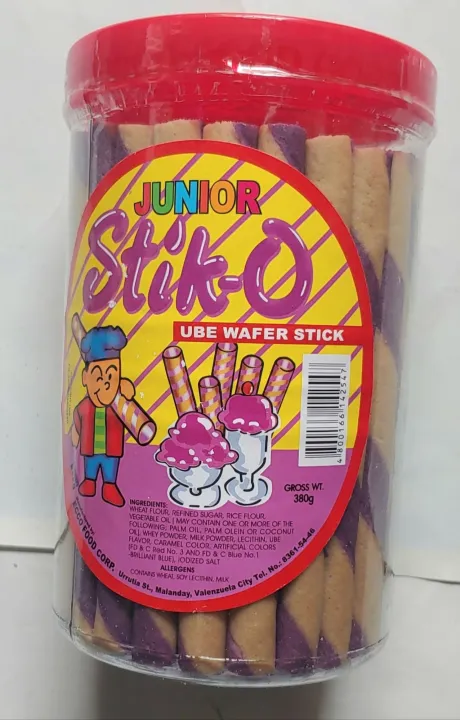 JUNIOR
Stik-O
UBE WAFER STICK
4800166142547
GROSS WT.
380g
INGREDIENTS:
WHEAT FLOUR, REFINED SUGAR, RICE FLOUR,
VEGETABLE OIL [ MAY CONTAIN ONE OR MORE OF THE
FOLLOWING: PALM OIL, PALM OLEIN OR COCONUT
OIL), WHEY POWDER, MILK POWDER, LECITHIN, UBE
FLAVOR, CARAMEL COLOR, ARTIFICIAL COLORS
(FD & C Red No. 3 AND FD & C Blue No.1
-BRILLIANT BLUE), IODIZED SALT
ALLERGENS
CONTAINS WHEAT, SOY LECITHIN, MILK
FOOD CORP. Urrutia St., Malanday, Valenzuela City Tel. No.: 8361-54-46